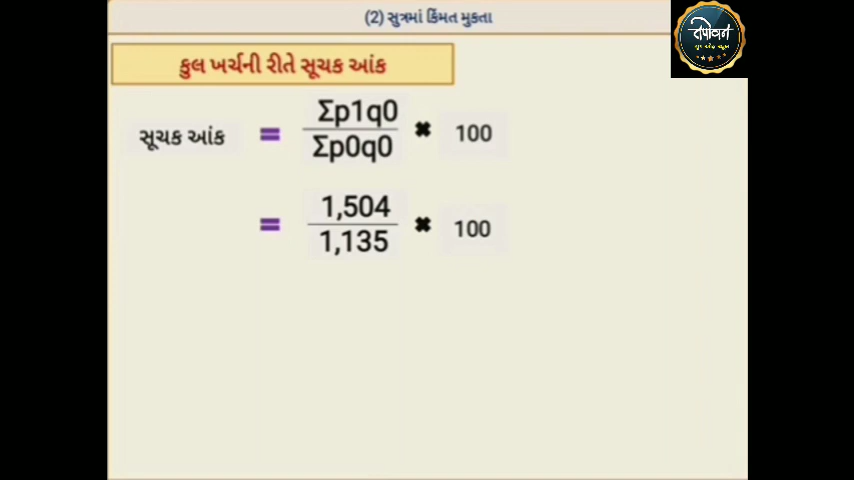 (2) સુત્રમાં કિંમત મુકતા
કુલ ખર્ચની રીતે સૂચક આંક
સૂચક આંક = Σp1q0 / Σp0q0 ✖ 100
= 1,504 / 1,135 ✖ 100